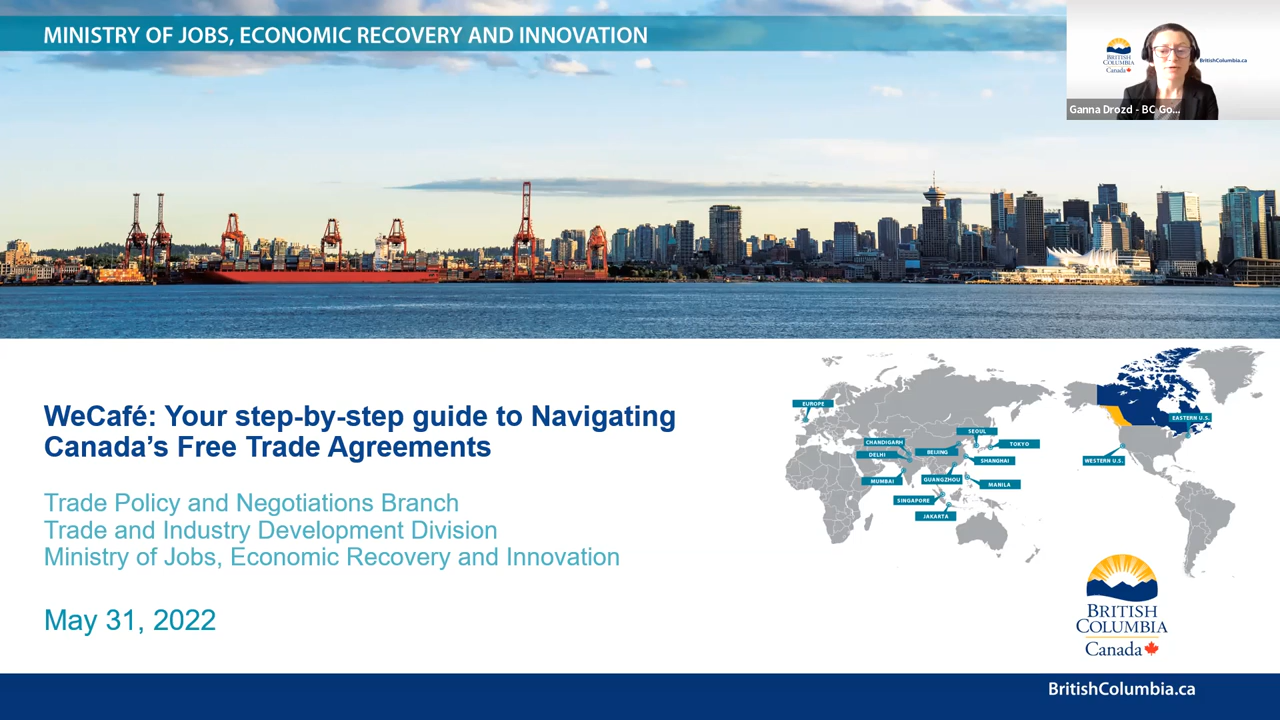 MINISTRY OF JOBS, ECONOMIC RECOVERY AND INNOVATION
BRITISH
COLUMBIA
Canada
BritishColumbia.ca
Ganna Drozd - BC Go...
WeCafé: Your step-by-step guide to Navigating
Canada's Free Trade Agreements
Trade Policy and Negotiations Branch
Trade and Industry Development Division
Ministry of Jobs, Economic Recovery and Innovation
May 31, 2022
EUROPE
CHANDIGARH
DELHI
MUMBAI
SEOUL
TOKYO
BEIJING
SHANGHAI
GUANGZHOU
MANILA
SINGAPORE
JAKARTA
EASTERN U.S.
WESTERN U.S.
BRITISH
COLUMBIA
Canada
BritishColumbia.ca